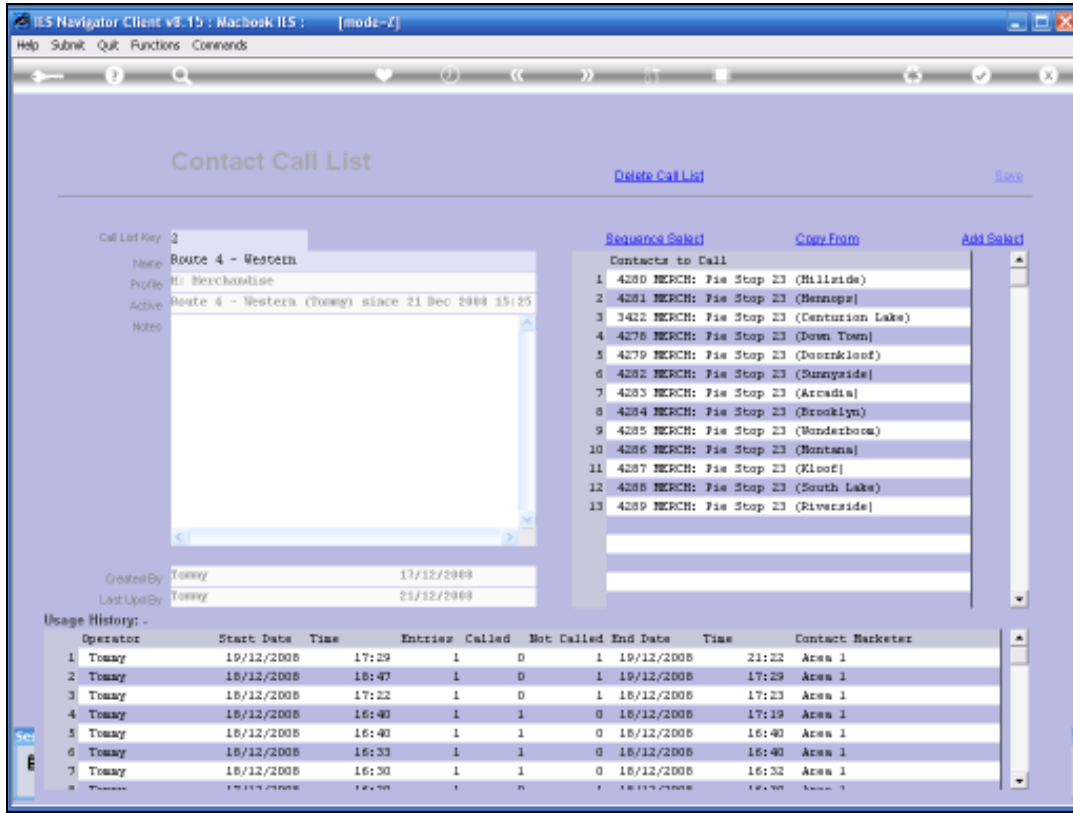 IES Navigator Client v8.15 : Macbook IES : [mode-Z]
Help Submit Quit Functions Commands
Contact Call List
Delete Call List Save
Call List Key 2
Sequence Select Copy From Add Select
Name Route 4 - Western
Profile M: Merchandise
Active Route 4 - Western (Tommy) since 21 Dec 2008 15:25
Notes
Contacts to Call
1 4280 MERCH: Pie Stop 23 (Hillside)
2 4281 MERCH: Pie Stop 23 (Mennops)
3 3422 MERCH: Pie Stop 23 (Centurion Lake)
4 4278 MERCH: Pie Stop 23 (Down Town)
5 4279 MERCH: Pie Stop 23 (Doornkloof)
6 4282 MERCH: Pie Stop 23 (Sunnyside)
7 4283 MERCH: Pie Stop 23 (Arcadia)
8 4284 MERCH: Pie Stop 23 (Brooklyn)
9 4285 MERCH: Pie Stop 23 (Wonderboom)
10 4286 MERCH: Pie Stop 23 (Montana)
11 4287 MERCH: Pie Stop 23 (Kloof)
12 4288 MERCH: Pie Stop 23 (South Lake)
13 4289 MERCH: Pie Stop 23 (Riverside)
Created By Tommy 17/12/2008
Last Upd By Tommy 21/12/2008
Usage History: -
Operator Start Date Time Entries Called Not Called End Date Time Contact Marketer
1 Tommy 19/12/2008 17:29 1 0 1 19/12/2008 21:22 Area 1
2 Tommy 18/12/2008 18:47 1 0 1 19/12/2008 17:29 Area 1
3 Tommy 18/12/2008 17:22 1 0 1 18/12/2008 17:23 Area 1
4 Tommy 18/12/2008 16:40 1 1 0 18/12/2008 17:19 Area 1
5 Tommy 18/12/2008 16:40 1 1 0 18/12/2008 16:40 Area 1
6 Tommy 18/12/2008 16:33 1 1 0 18/12/2008 16:40 Area 1
7 Tommy 18/12/2008 16:30 1 1 0 18/12/2008 16:32 Area 1